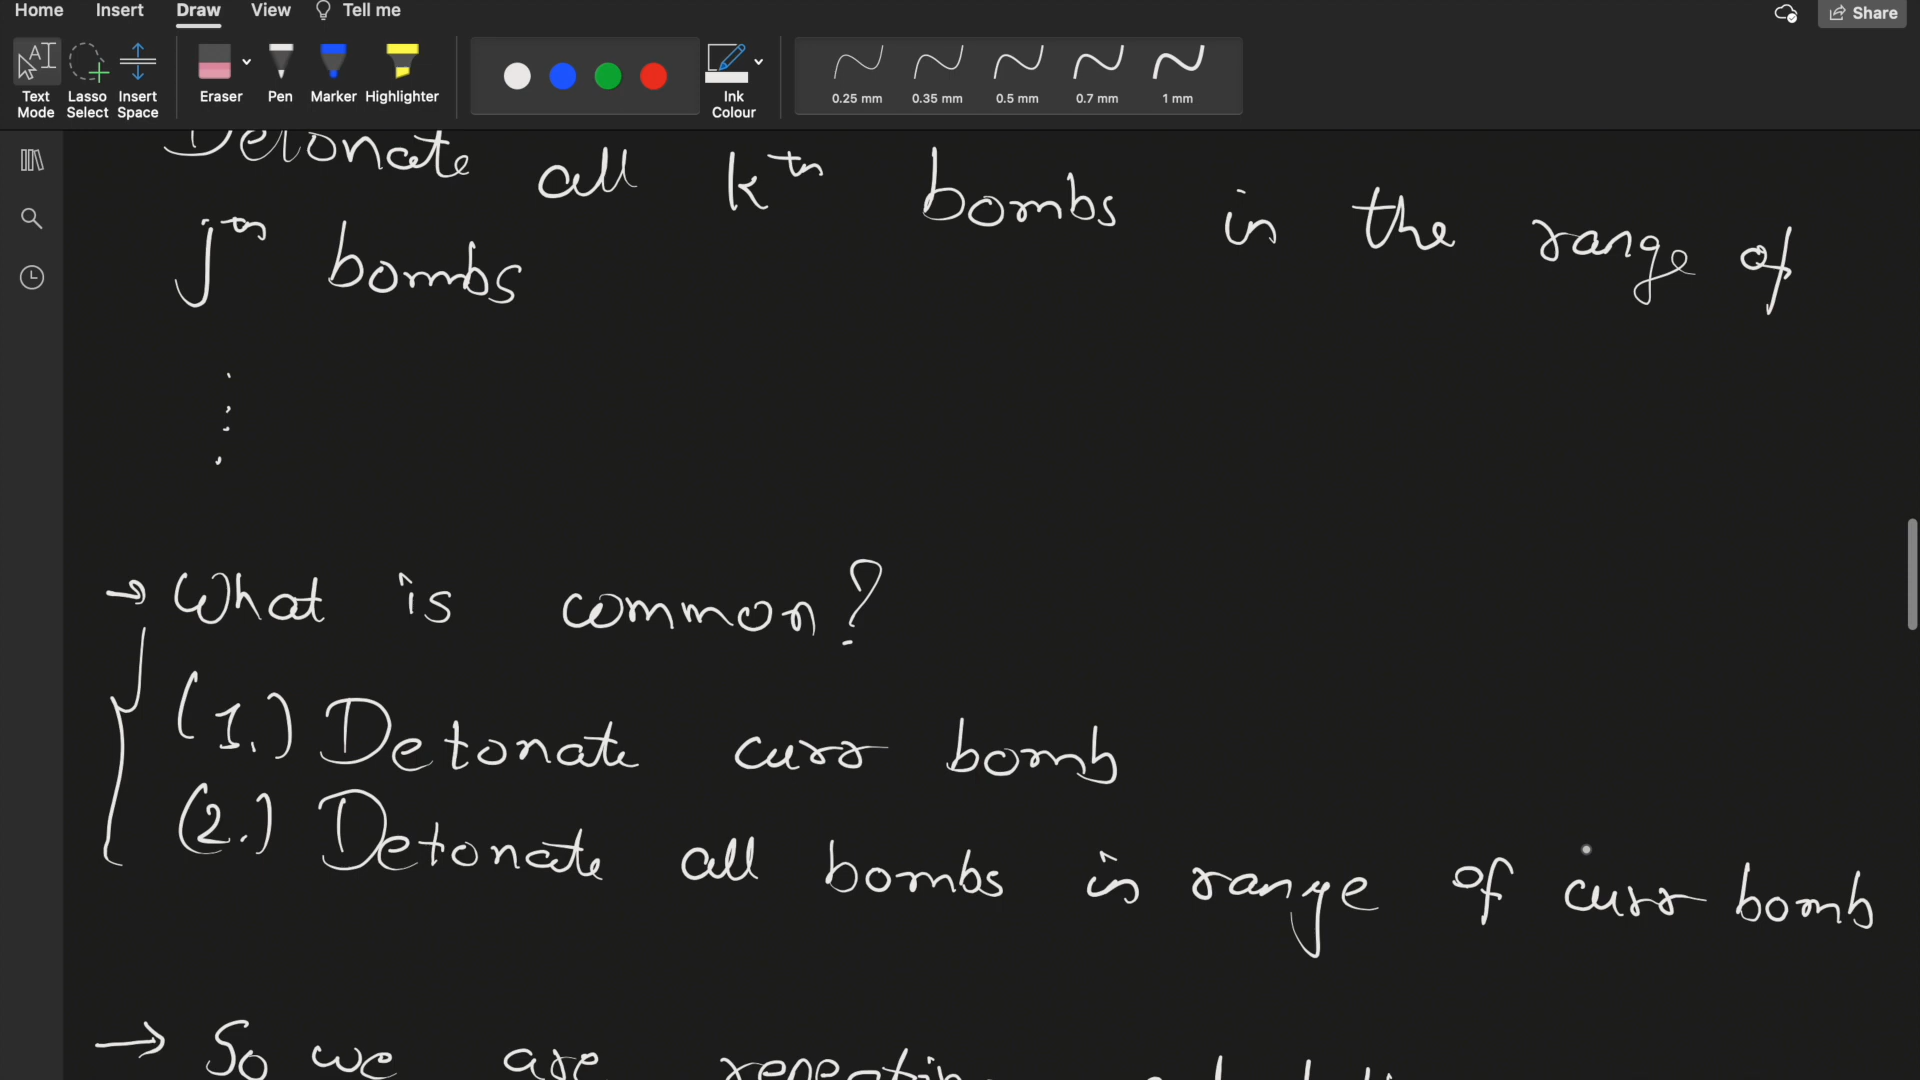 Home Insert Draw View Tell me Share
Text Mode Lasso Select Insert Space Eraser Pen Marker Highlighter Ink Colour 0.25 mm 0.35 mm 0.5 mm 0.7 mm 1 mm
Detonate all kth bombs in the range of
jth bombs
→ What is common?
(1.) Detonate curr bomb
(2.) Detonate all bombs in range of curr bomb
→ So we are repeating